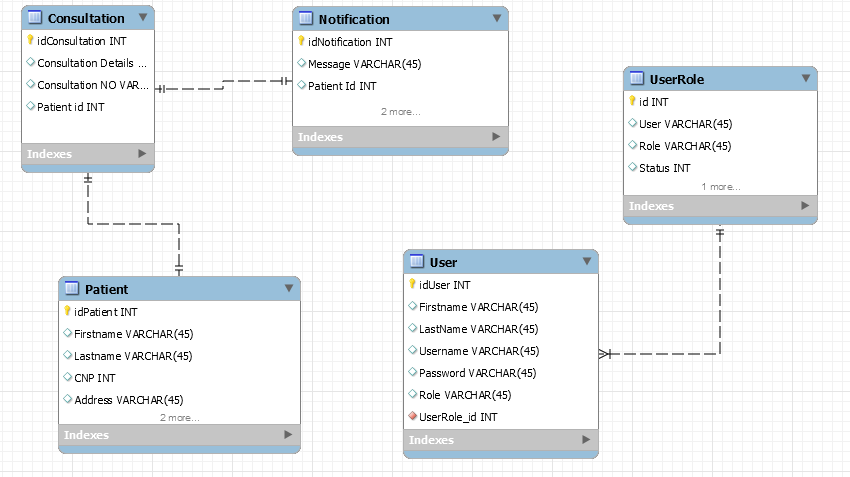 Consultation
idConsultation INT
Consultation Details ...
Consultation NO VAR...
Patient id INT
Indexes
Notification
idNotification INT
Message VARCHAR(45)
Patient Id INT
2 more...
Indexes
UserRole
id INT
User VARCHAR(45)
Role VARCHAR(45)
Status INT
1 more...
Indexes
Patient
idPatient INT
Firstname VARCHAR(45)
Lastname VARCHAR(45)
CNP INT
Address VARCHAR(45)
2 more...
Indexes
User
idUser INT
Firstname VARCHAR(45)
LastName VARCHAR(45)
Username VARCHAR(45)
Password VARCHAR(45)
Role VARCHAR(45)
UserRole_id INT
Indexes